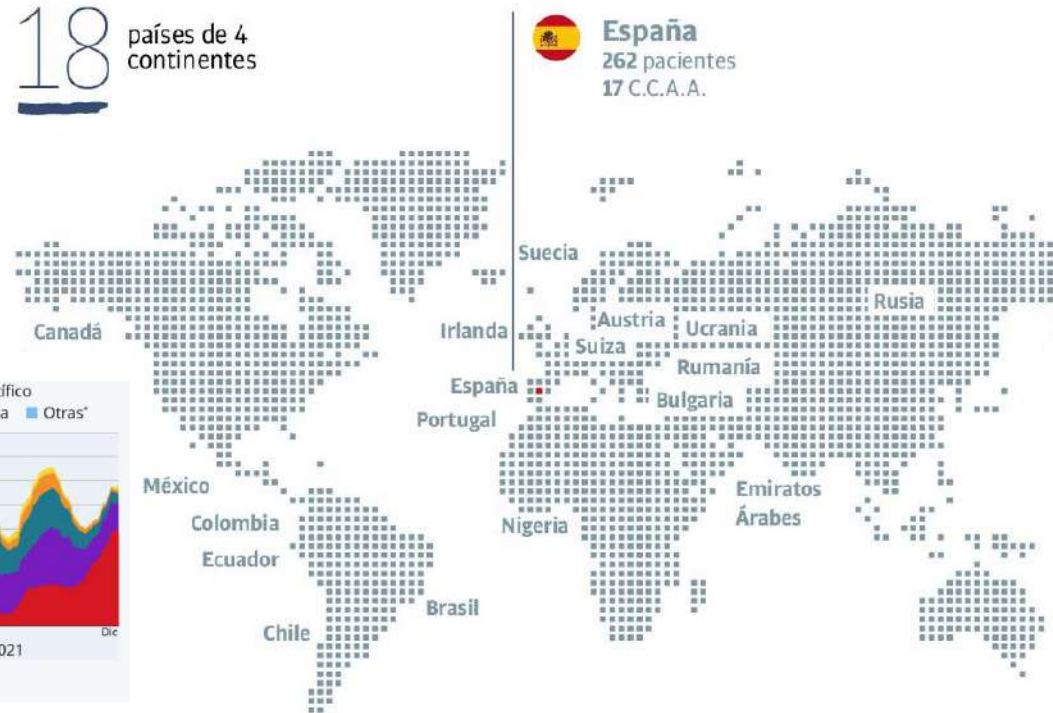 18
países de 4
continentes
España
262 pacientes
17 C.C.A.A.
Suecia
Rusia
Canadá
Irlanda
Austria
Ucrania
Suiza
Rumanía
España
Bulgaria
Portugal
Otras*
México
Emiratos
Árabes
Colombia
Nigeria
Ecuador
Brasil
Chile
Dic